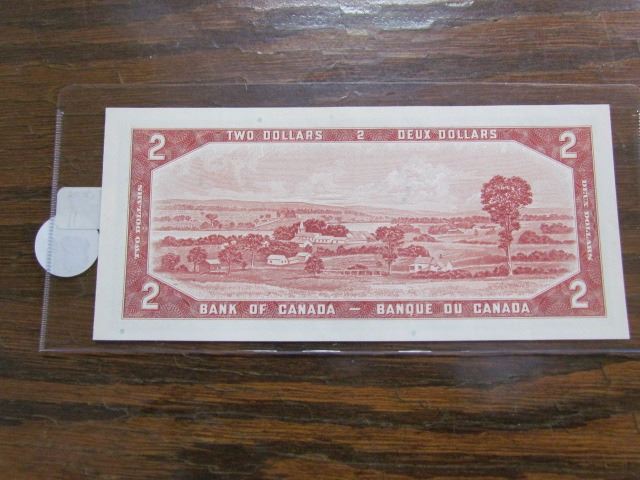 TWO DOLLARS 2 DEUX DOLLARS
2 2
TWO DOLLARS
DEUX DOLLARS
2 2
BANK OF CANADA – BANQUE DU CANADA